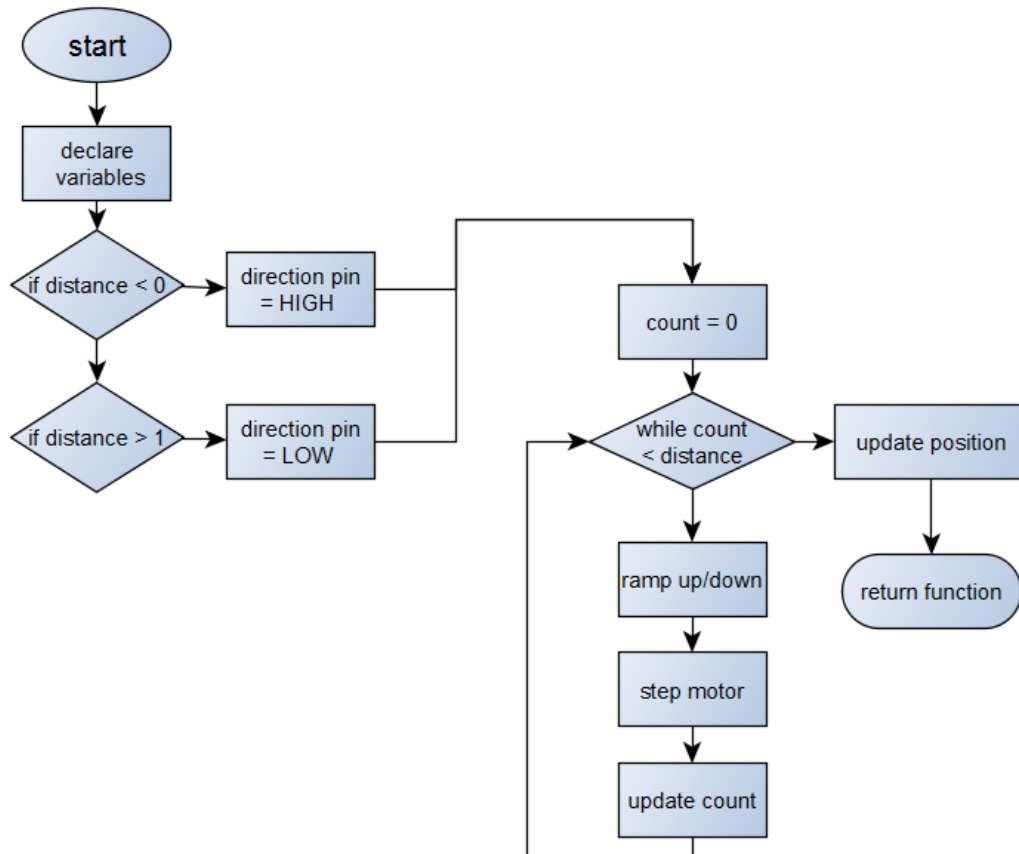 start
declare
variables
if distance < 0
direction pin
= HIGH
if distance > 1
direction pin
= LOW
count = 0
while count
< distance
update position
return function
ramp up/down
step motor
update count